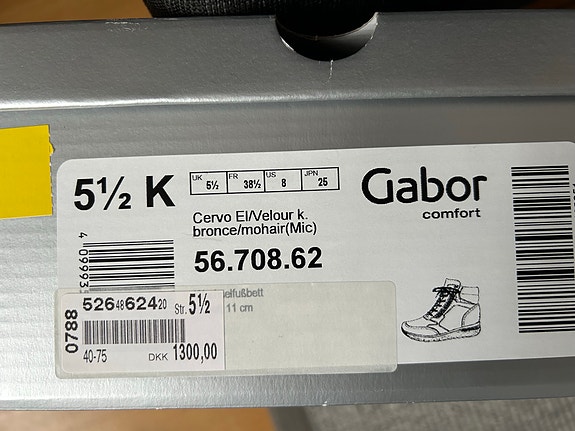 5½ K
UK 5½ FR 38½ US 8 JPN 25
Gabor
comfort
Cervo El/Velour k.
bronce/mohair(Mic)
56.708.62
4 09993
11 cm
0788
526 48 624 20 Str. 5½
40-75 DKK 1300,00